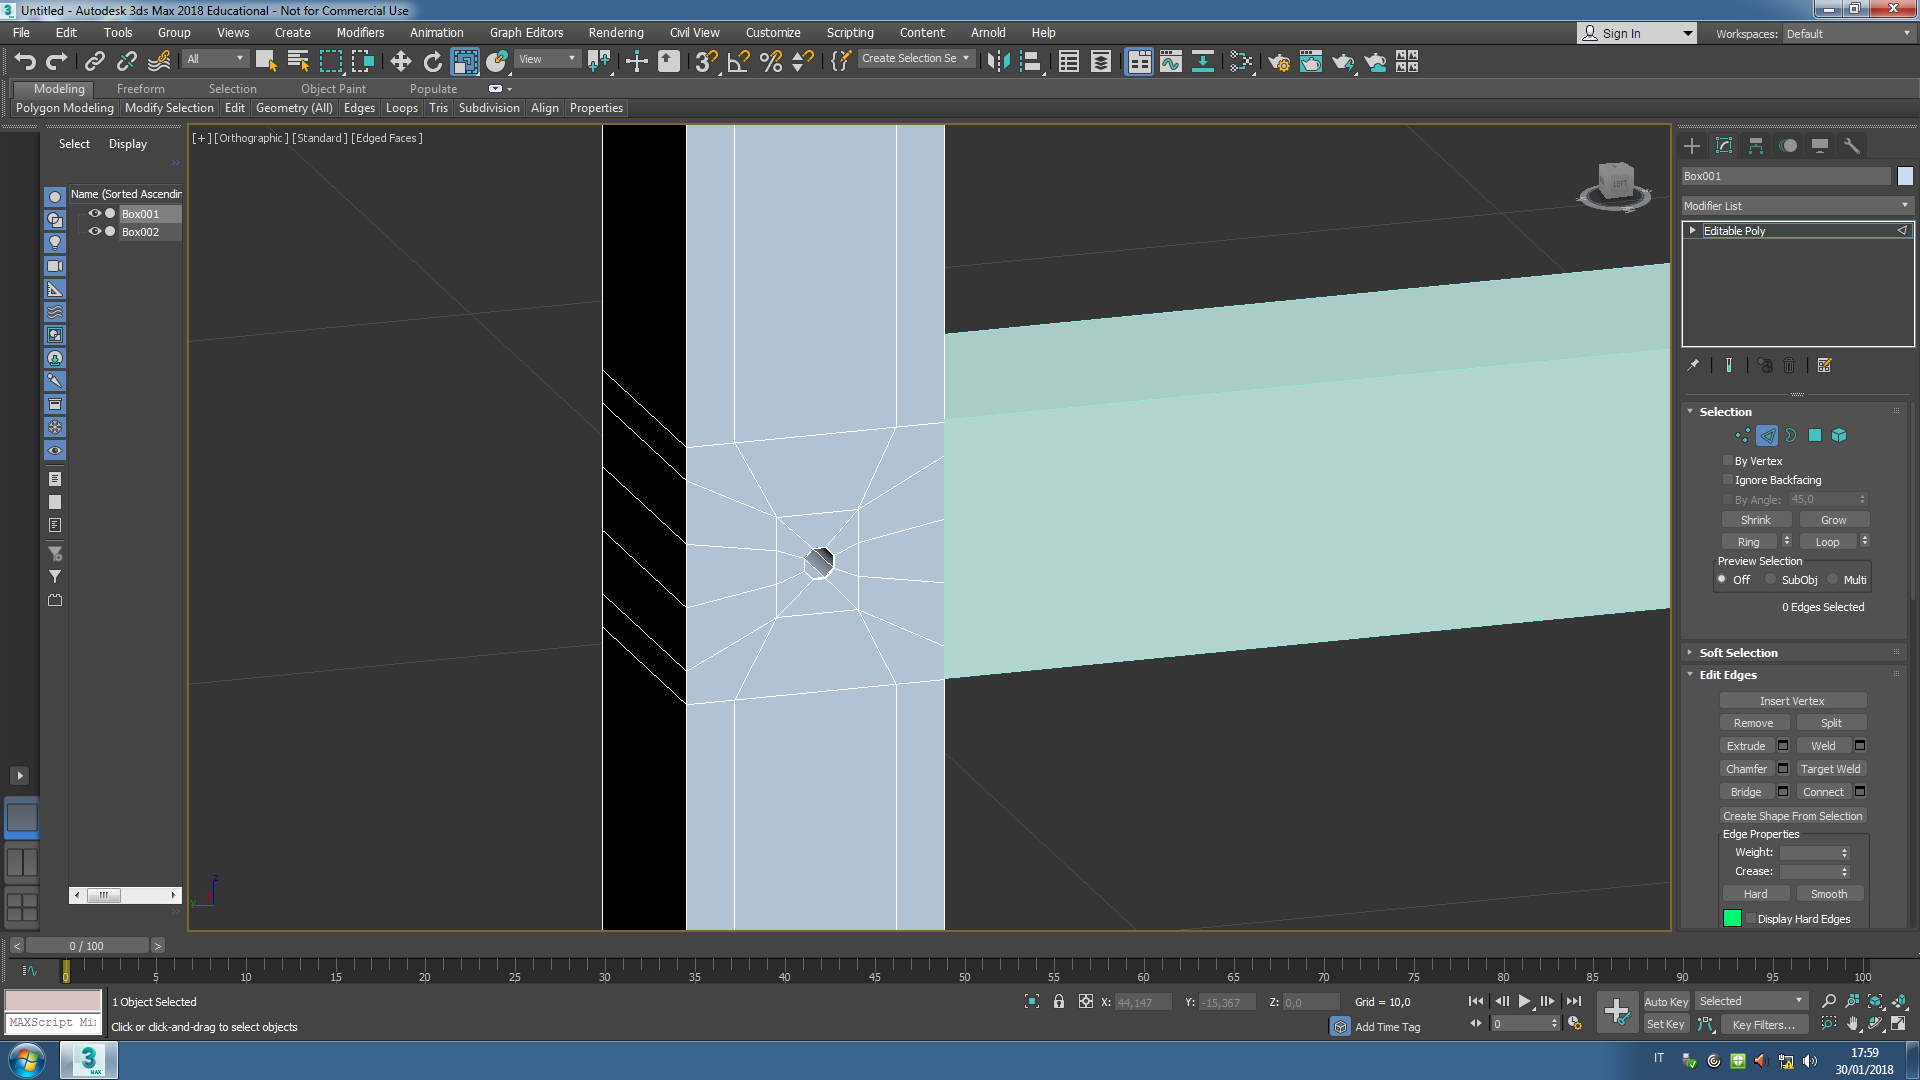 Untitled - Autodesk 3ds Max 2018 Educational - Not for Commercial Use
File Edit Tools Group Views Create Modifiers Animation Graph Editors Rendering Civil View Customize Scripting Content Arnold Help
Sign In
Workspaces: Default
All
View
Create Selection Se
Modeling Freeform Selection Object Paint Populate
Polygon Modeling Modify Selection Edit Geometry (All) Edges Loops Tris Subdivision Align Properties
Select Display
Name (Sorted Ascendin
Box001
Box002
[+] [Orthographic] [Standard] [Edged Faces]
LEFT
z
y
Box001
Modifier List
Editable Poly
Selection
By Vertex
Ignore Backfacing
By Angle: 45,0
Shrink Grow
Ring Loop
Preview Selection
Off SubObj Multi
0 Edges Selected
Soft Selection
Edit Edges
Insert Vertex
Remove Split
Extrude Weld
Chamfer Target Weld
Bridge Connect
Create Shape From Selection
Edge Properties
Weight:
Crease:
Hard Smooth
Display Hard Edges
< 0 / 100 >
0 5 10 15 20 25 30 35 40 45 50 55 60 65 70 75 80 85 90 95 100
1 Object Selected
X: 44,147 Y: -15,367 Z: 0,0 Grid = 10,0
Auto Key Selected
MAXScript Mi
Click or click-and-drag to select objects
Add Time Tag
0
Set Key Key Filters...
3 MAX
IT
17:59
30/01/2018